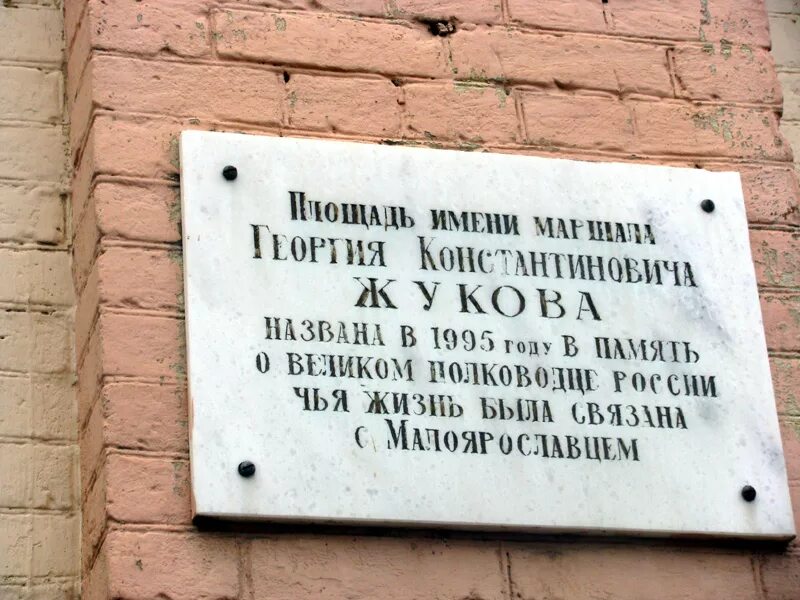 Площадь имени маршала
Георгия Константиновича
Жукова
названа в 1995 году в память
о великом полководце России
чья жизнь была связана
с Малоярославцем